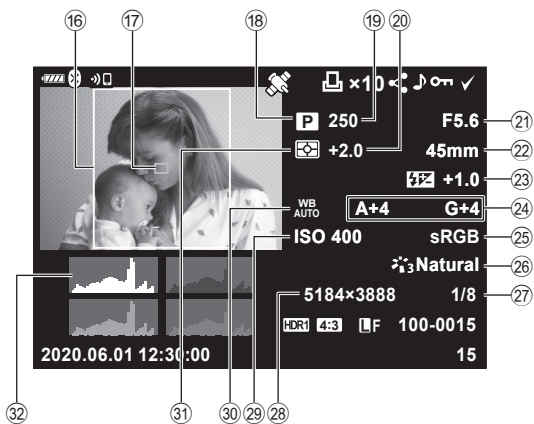 ⑯ ⑰ ⑱ ⑲ ⑳
×10
P 250 F5.6 ㉑
+2.0 45mm ㉒
+1.0 ㉓
WB AUTO A+4 G+4 ㉔
ISO 400 sRGB ㉕
3 Natural ㉖
5184×3888 1/8 ㉗
HDR1 4:3 LF 100-0015
2020.06.01 12:30:00 15
㉜ ㉛ ㉚ ㉙ ㉘